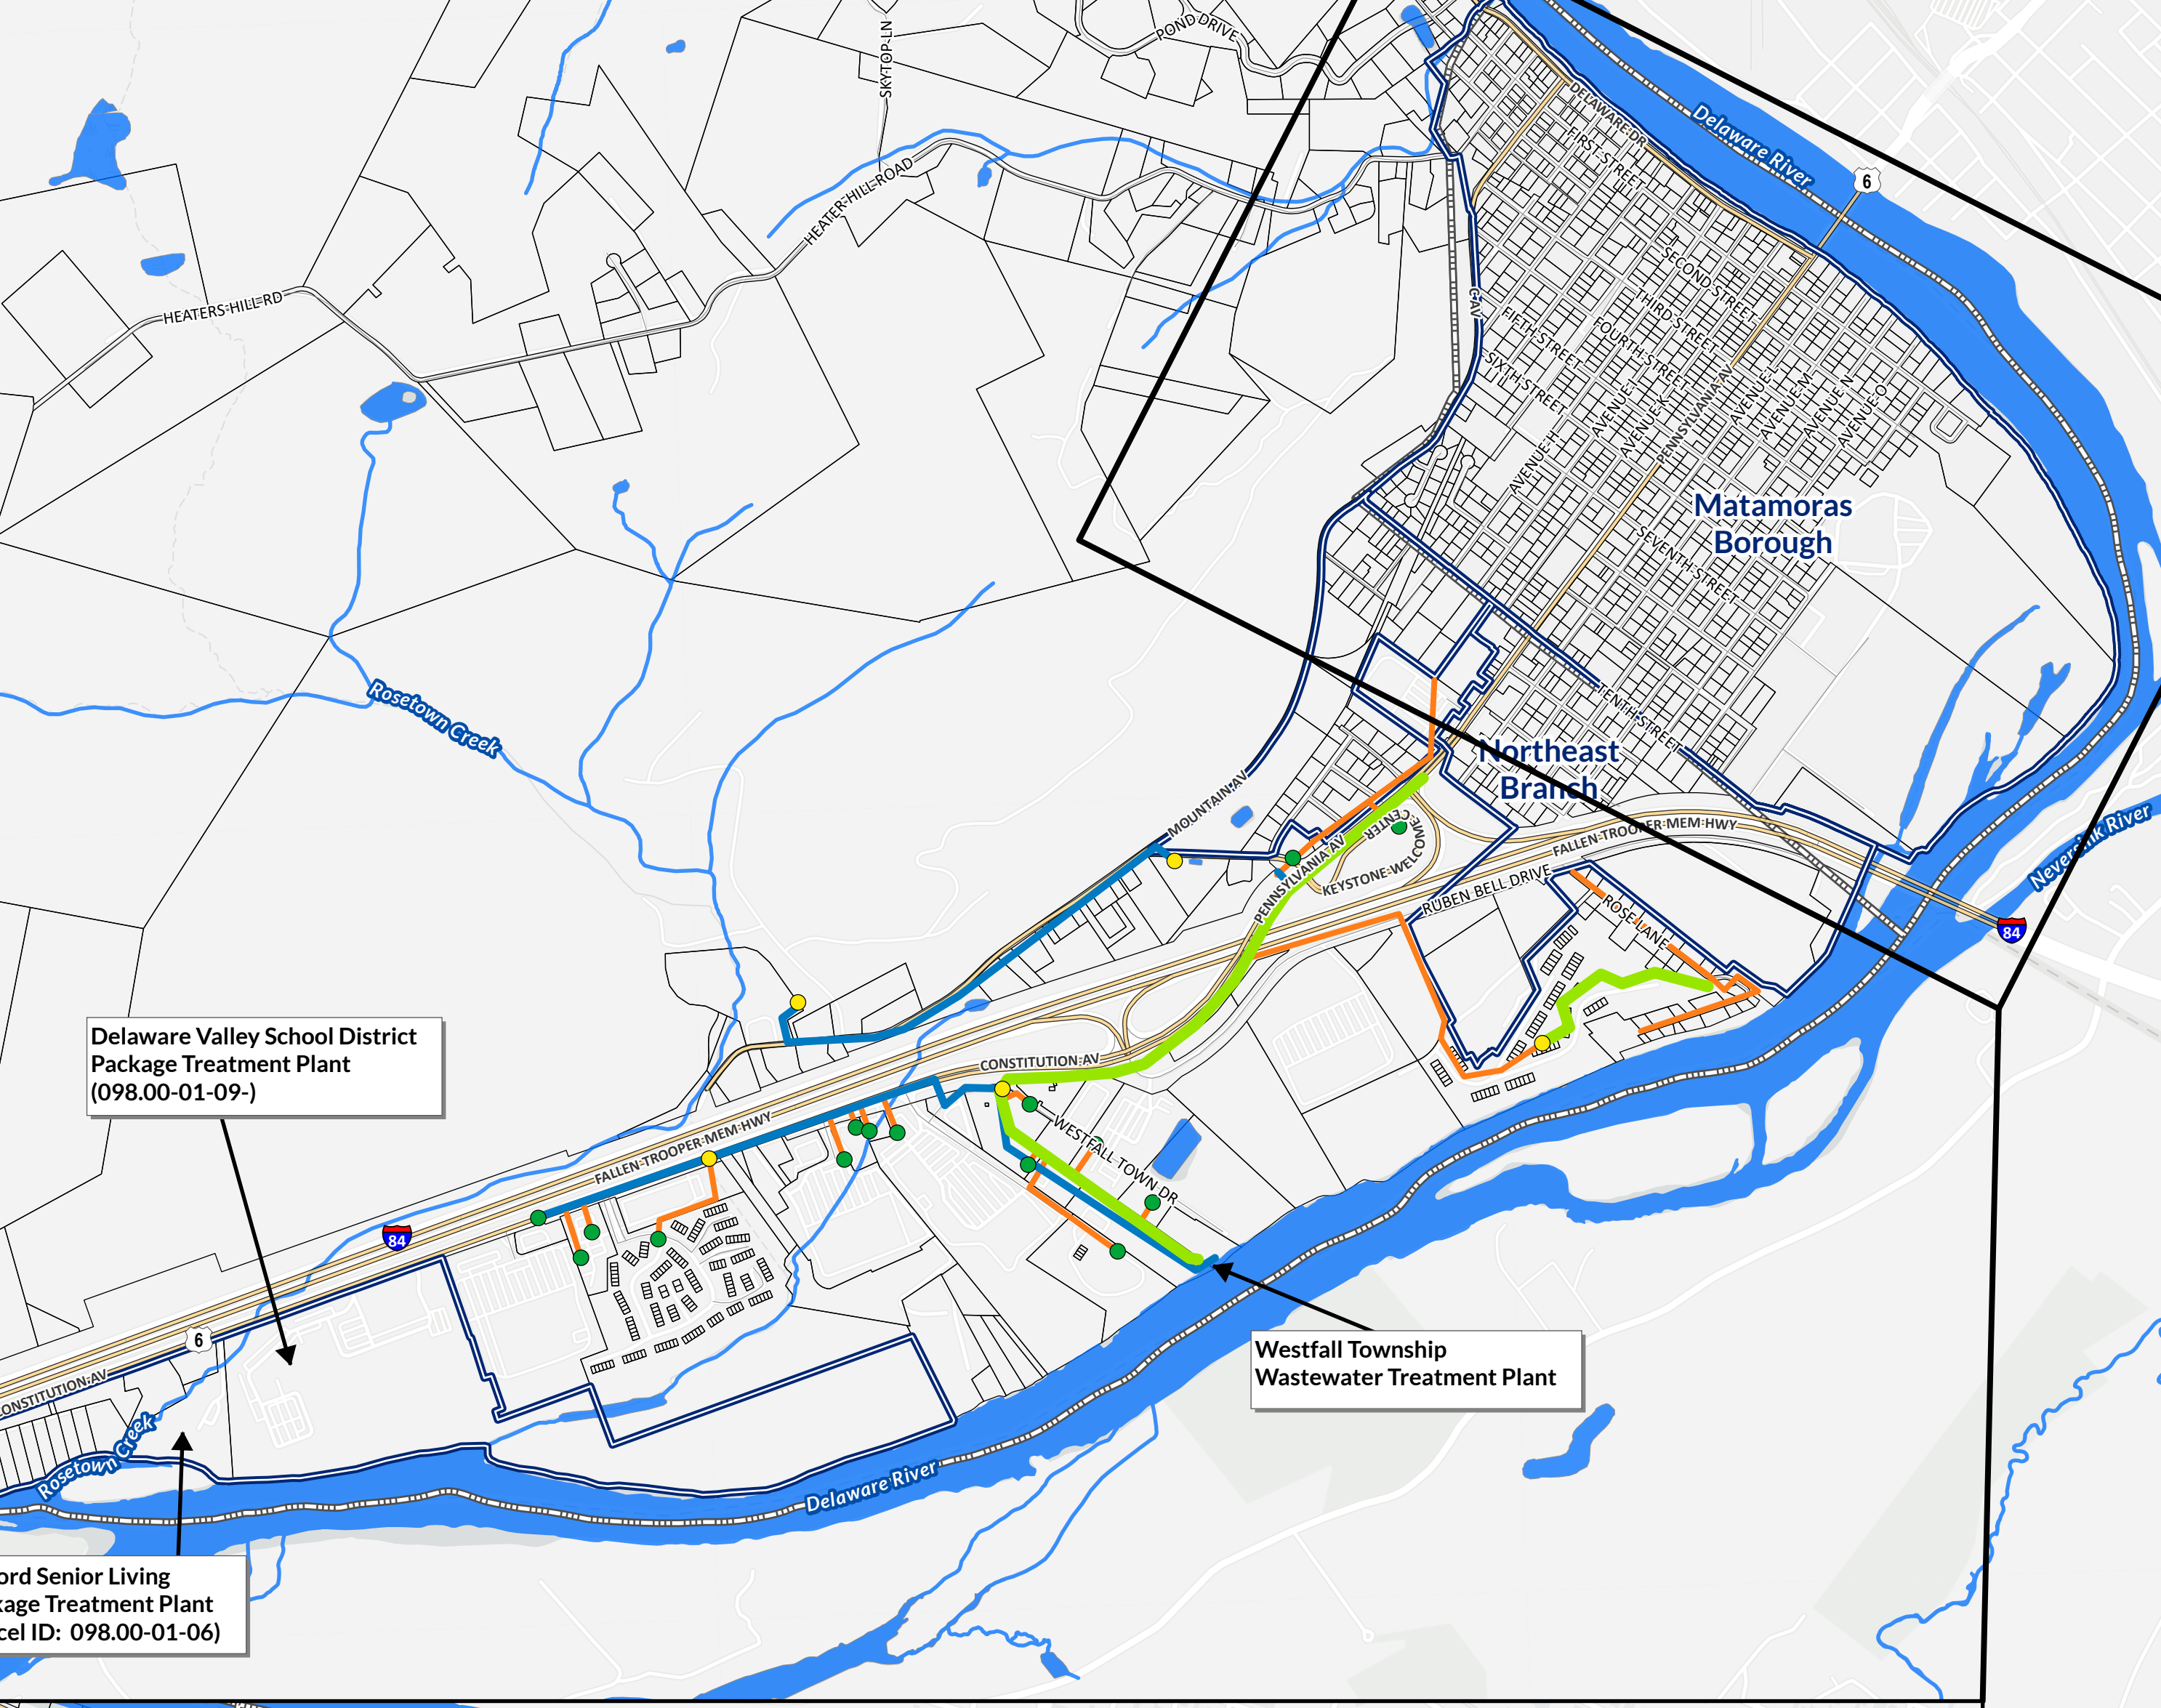 POND DRIVE
SKYTOP LN
HEATER HILL ROAD
HEATERS HILL RD
DELAWARE DR
FIRST STREET
Delaware River
6
SECOND STREET
THIRD STREET
FOURTH STREET
FIFTH STREET
SIXTH STREET
C AV
AVENUE H
AVENUE K
PENNSYLVANIA AV
AVENUE L
AVENUE M
AVENUE N
AVENUE O
Matamoras
Borough
SEVENTH STREET
TENTH STREET
Rosetown Creek
Northeast
Branch
MOUNTAIN AV
PENNSYLVANIA AV
KEYSTONE WELCOME
CENTER
FALLEN TROOPER MEM HWY
RUBEN BELL DRIVE
ROSE LANE
Neversink River
84
Delaware Valley School District
Package Treatment Plant
(098.00-01-09-)
CONSTITUTION AV
FALLEN TROOPER MEM HWY
WESTFALL TOWN DR
84
6
ONSTITUTION AV
Westfall Township
Wastewater Treatment Plant
Rosetown Creek
Delaware River
ord Senior Living
kage Treatment Plant
cel ID: 098.00-01-06)